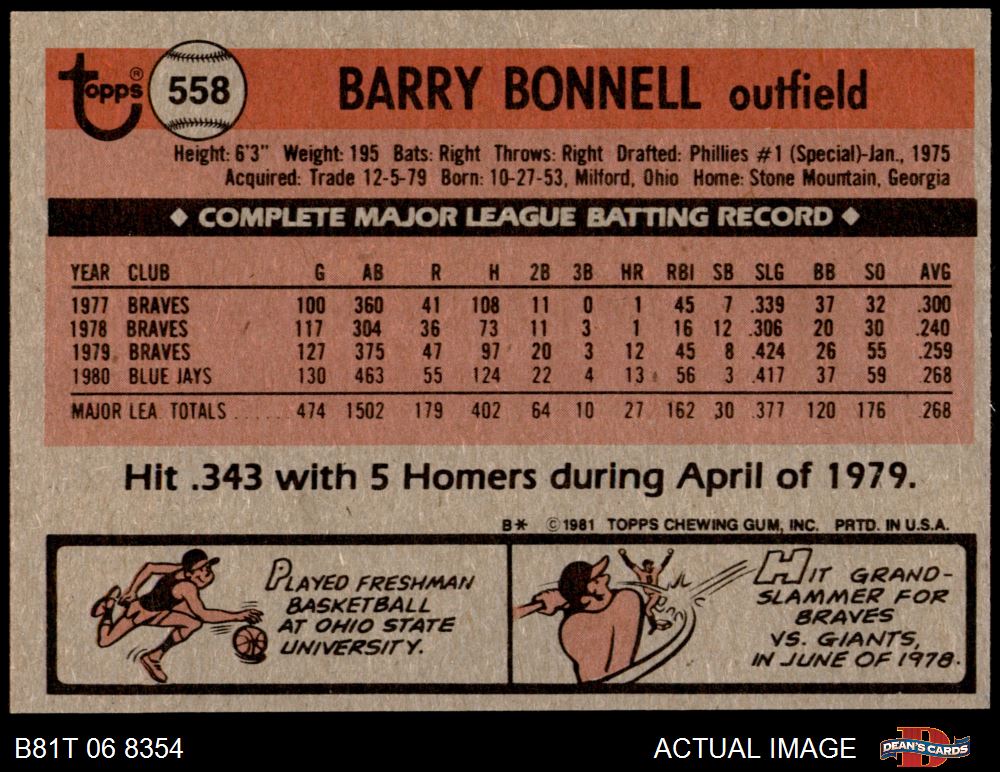 topps® 558 BARRY BONNELL outfield
Height: 6'3" Weight: 195 Bats: Right Throws: Right Drafted: Phillies #1 (Special)-Jan., 1975
Acquired: Trade 12-5-79 Born: 10-27-53, Milford, Ohio Home: Stone Mountain, Georgia
◆ COMPLETE MAJOR LEAGUE BATTING RECORD ◆
YEAR CLUB G AB R H 2B 3B HR RBI SB SLG BB SO AVG
1977 BRAVES 100 360 41 108 11 0 1 45 7 .339 37 32 .300
1978 BRAVES 117 304 36 73 11 3 1 16 12 .306 20 30 .240
1979 BRAVES 127 375 47 97 20 3 12 45 8 .424 26 55 .259
1980 BLUE JAYS 130 463 55 124 22 4 13 56 3 .417 37 59 .268
MAJOR LEA TOTALS ...... 474 1502 179 402 64 10 27 162 30 .377 120 176 .268
Hit .343 with 5 Homers during April of 1979.
B* © 1981 TOPPS CHEWING GUM, INC. PRTD. IN U.S.A.
PLAYED FRESHMAN
BASKETBALL
AT OHIO STATE
UNIVERSITY.
HIT GRAND-
SLAMMER FOR
BRAVES
VS. GIANTS,
IN JUNE OF 1978.
B81T 06 8354 ACTUAL IMAGE D DEAN'S CARDS